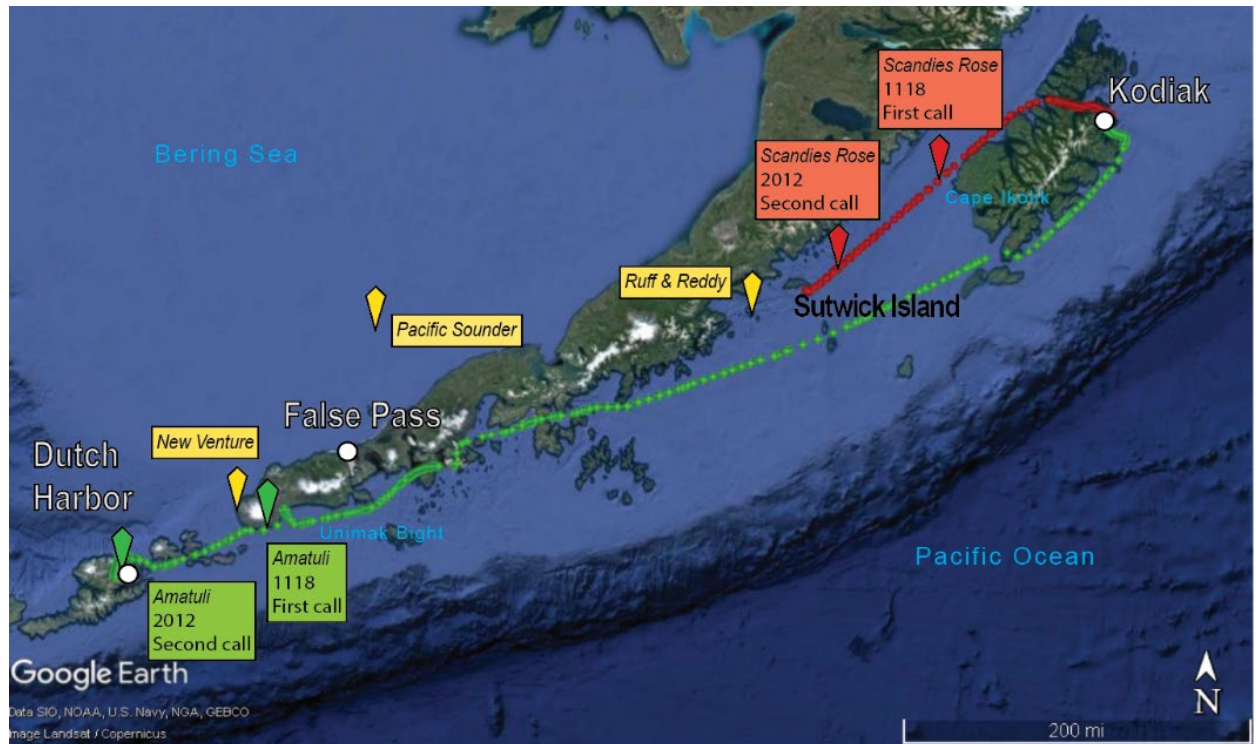 Scandies Rose
1118
First call
Kodiak
Bering Sea
Scandies Rose
2012
Second call
Cape Ikolik
Ruff & Reddy
Sutwick Island
Pacific Sounder
False Pass
New Venture
Dutch
Harbor
Unimak Bight
Pacific Ocean
Amatuli
1118
First call
Amatuli
2012
Second call
Google Earth
Data SIO, NOAA, U.S. Navy, NGA, GEBCO
Image Landsat / Copernicus
N
200 mi